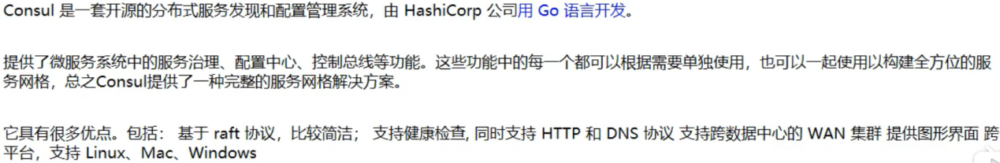 Consul 是一套开源的分布式服务发现和配置管理系统，由 HashiCorp 公司用 Go 语言开发。
提供了微服务系统中的服务治理、配置中心、控制总线等功能。这些功能中的每一个都可以根据需要单独使用，也可以一起使用以构建全方位的服
务网格，总之Consul提供了一种完整的服务网格解决方案。
它具有很多优点。包括： 基于 raft 协议，比较简洁； 支持健康检查, 同时支持 HTTP 和 DNS 协议 支持跨数据中心的 WAN 集群 提供图形界面 跨
平台，支持 Linux、Mac、Windows